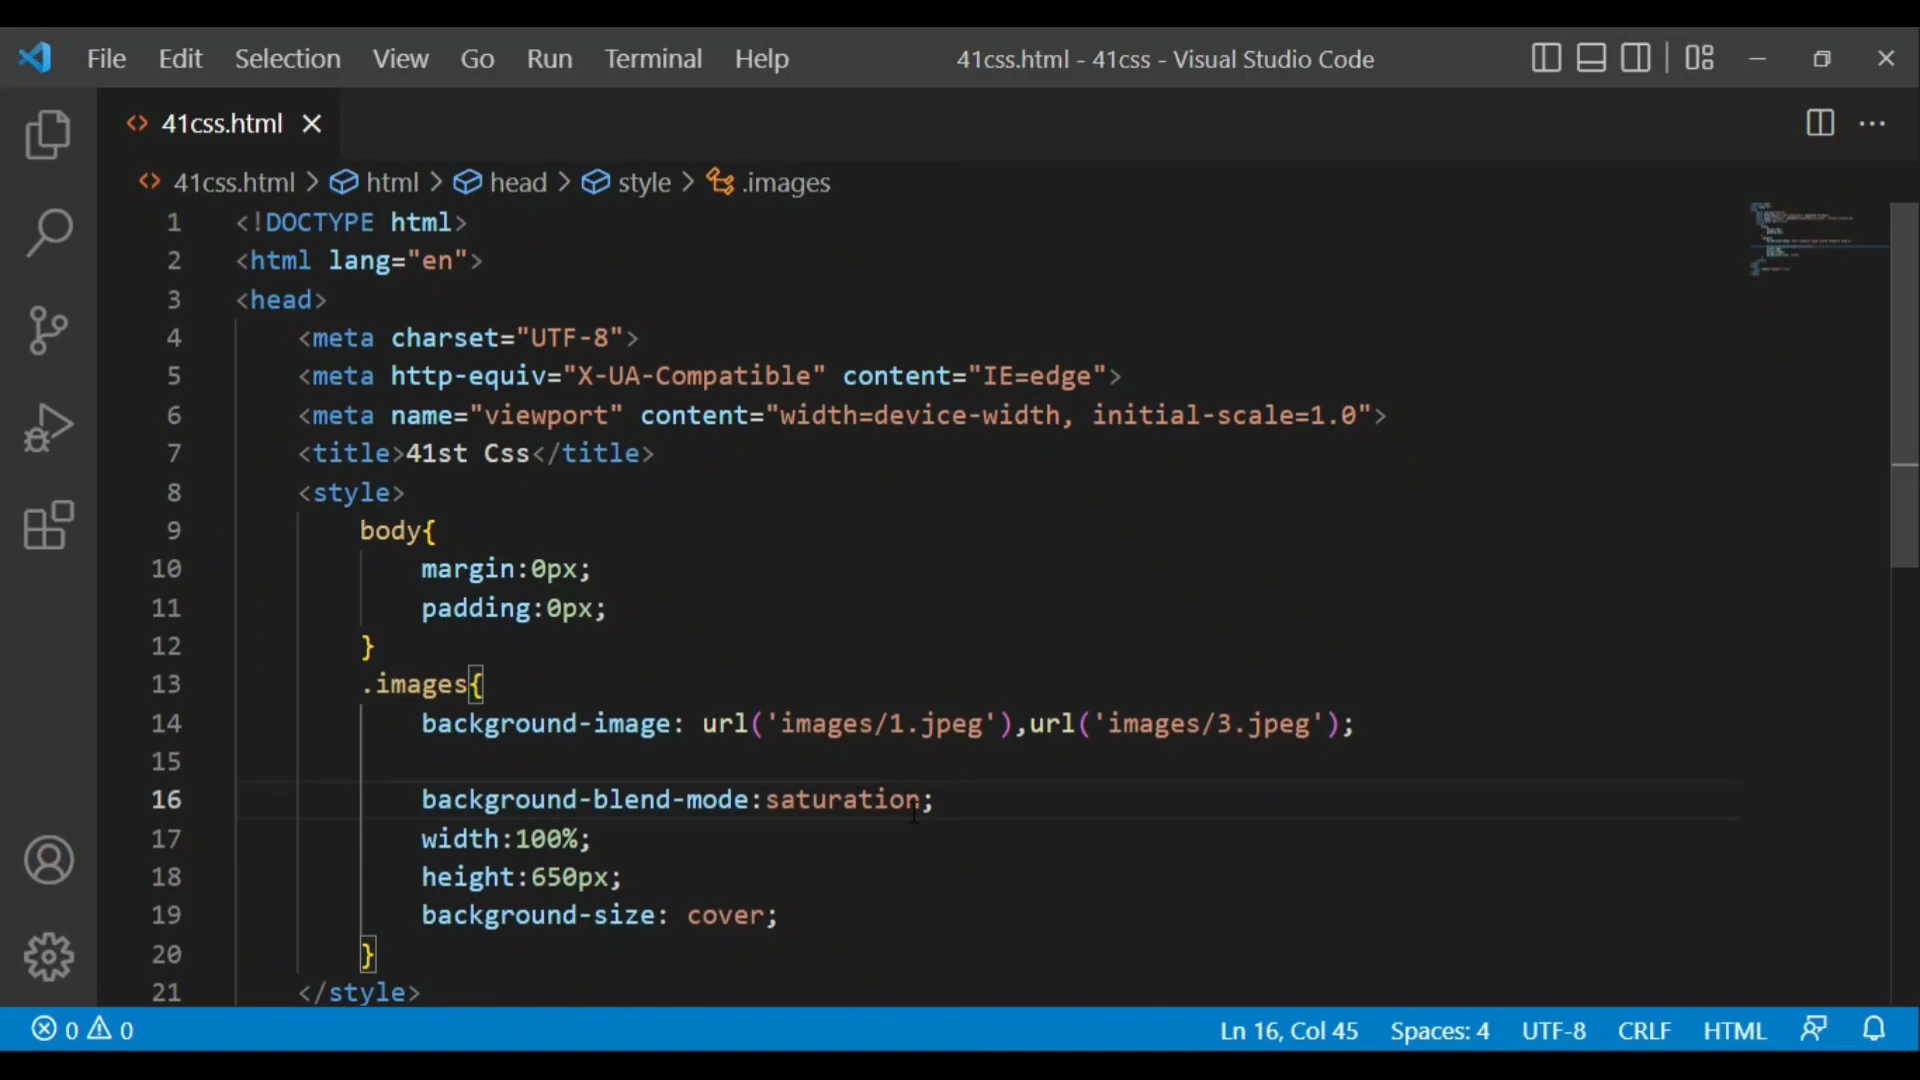 File Edit Selection View Go Run Terminal Help 41css.html - 41css - Visual Studio Code
41css.html
41css.html > html > head > style > .images
1 <!DOCTYPE html>
2 <html lang="en">
3 <head>
4 <meta charset="UTF-8">
5 <meta http-equiv="X-UA-Compatible" content="IE=edge">
6 <meta name="viewport" content="width=device-width, initial-scale=1.0">
7 <title>41st Css</title>
8 <style>
9 body{
10 margin:0px;
11 padding:0px;
12 }
13 .images{
14 background-image: url('images/1.jpeg'),url('images/3.jpeg');
15
16 background-blend-mode:saturation;
17 width:100%;
18 height:650px;
19 background-size: cover;
20 }
21 </style>
0 0 Ln 16, Col 45 Spaces: 4 UTF-8 CRLF HTML